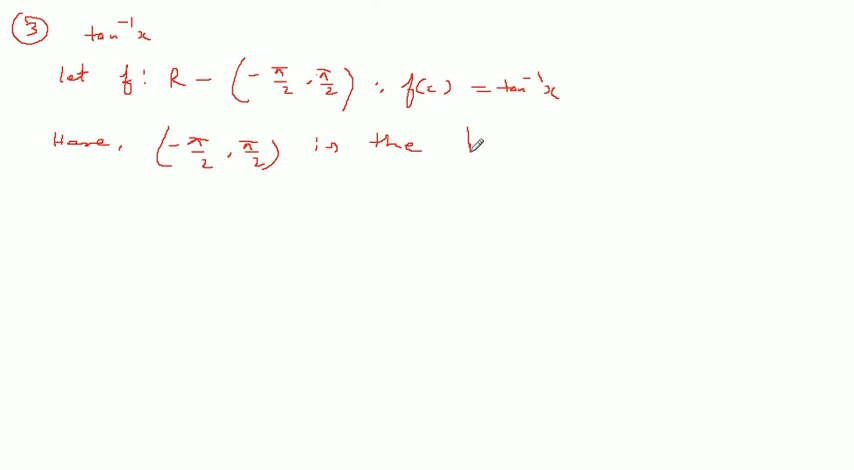 ③ tan⁻¹x
let f : R – (-π/2, π/2) ; f(x) = tan⁻¹x
Here, (-π/2, π/2) is the